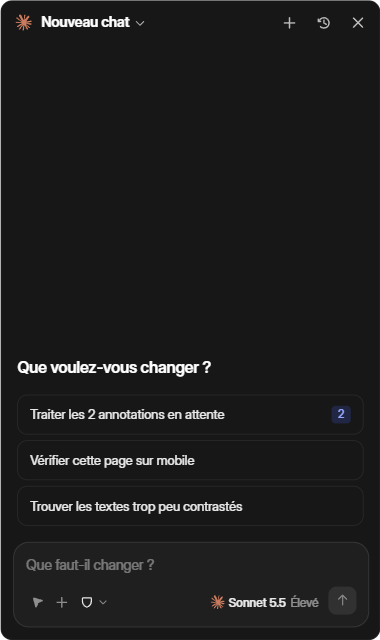 Nouveau chat
Que voulez-vous changer ?
Traiter les 2 annotations en attente 2
Vérifier cette page sur mobile
Trouver les textes trop peu contrastés
Que faut-il changer ?
Sonnet 5.5 Élevé